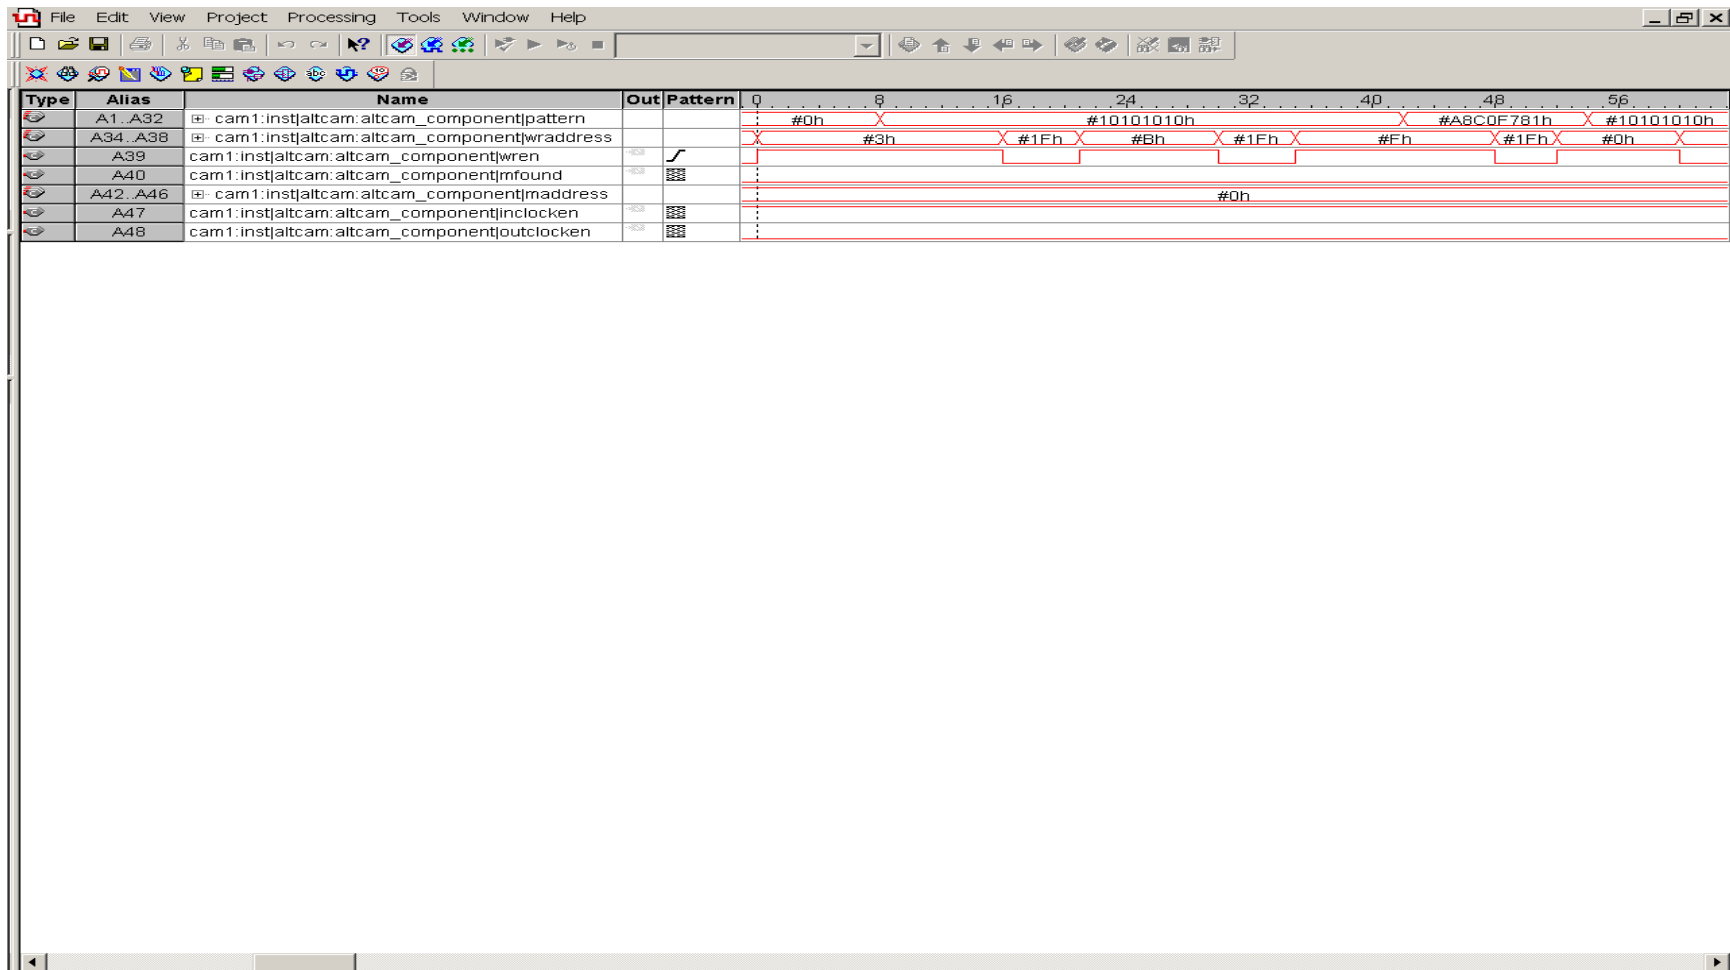 File Edit View Project Processing Tools Window Help
Type Alias Name Out Pattern 0 8 16 24 32 40 48 56
A1..A32 cam1:inst|altcam:altcam_component|pattern #0h #10101010h #A8C0F781h #10101010h
A34..A38 cam1:inst|altcam:altcam_component|wraddress #3h #1Fh #Bh #1Fh #Fh #1Fh #0h
A39 cam1:inst|altcam:altcam_component|wren
A40 cam1:inst|altcam:altcam_component|mfound
A42..A46 cam1:inst|altcam:altcam_component|maddress #0h
A47 cam1:inst|altcam:altcam_component|inclocken
A48 cam1:inst|altcam:altcam_component|outclocken